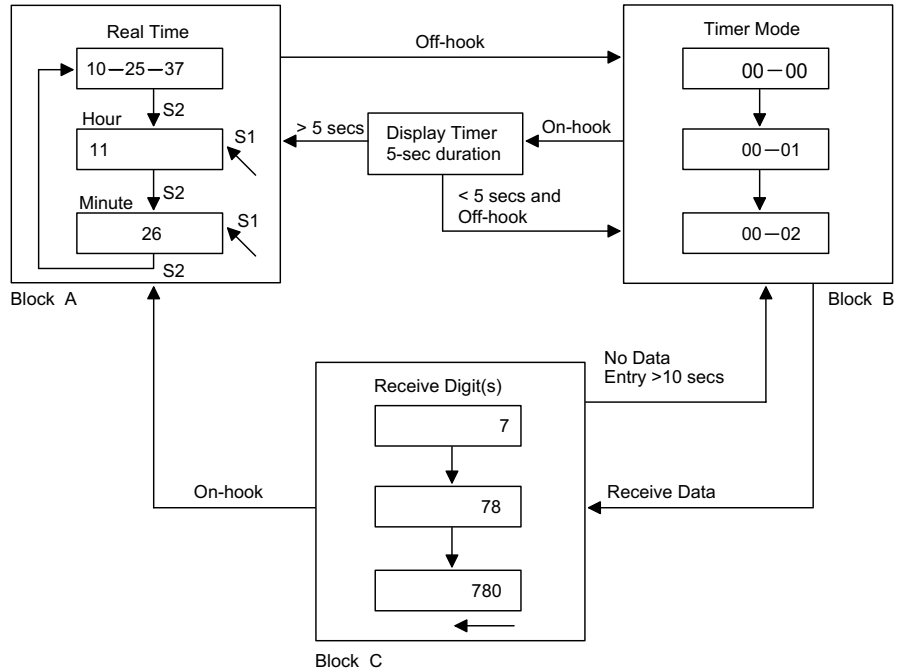 Real Time
10—25—37
S2
Hour
11
S1
S2
Minute
26
S1
S2
Block A
Off-hook
> 5 secs
Display Timer
5-sec duration
On-hook
< 5 secs and
Off-hook
Timer Mode
00—00
00—01
00—02
Block B
No Data
Entry >10 secs
Receive Data
Receive Digit(s)
7
78
780
On-hook
Block C